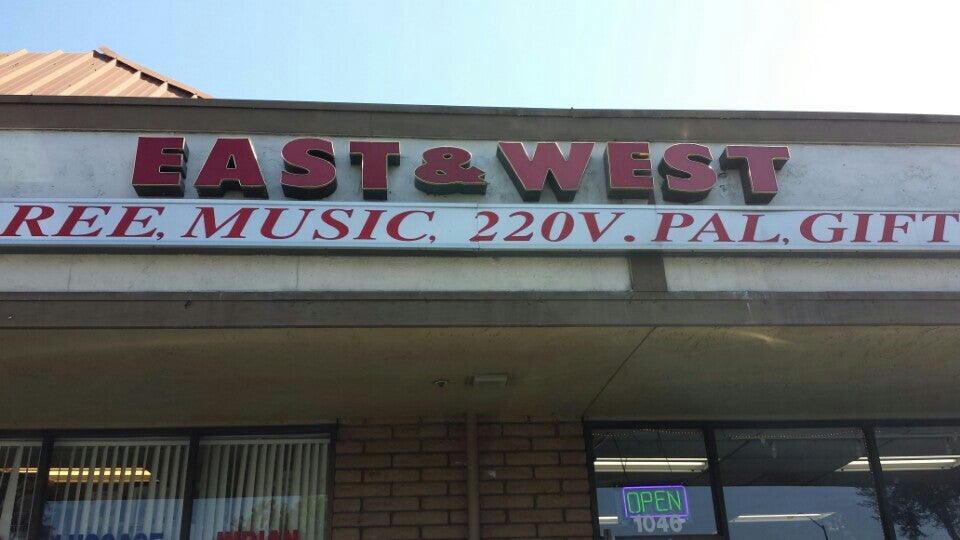 EAST & WEST
REE, MUSIC, 220V. PAL, GIFT
OPEN
1046